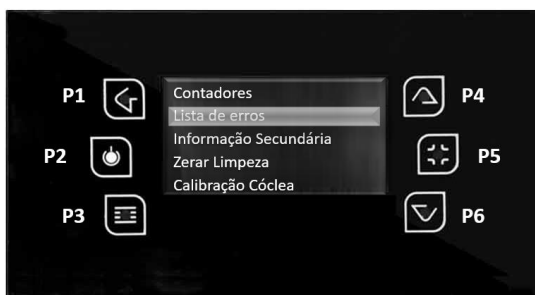 P1
P2
P3
Contadores
Lista de erros
Informação Secundária
Zerar Limpeza
Calibração Cóclea
P4
P5
P6